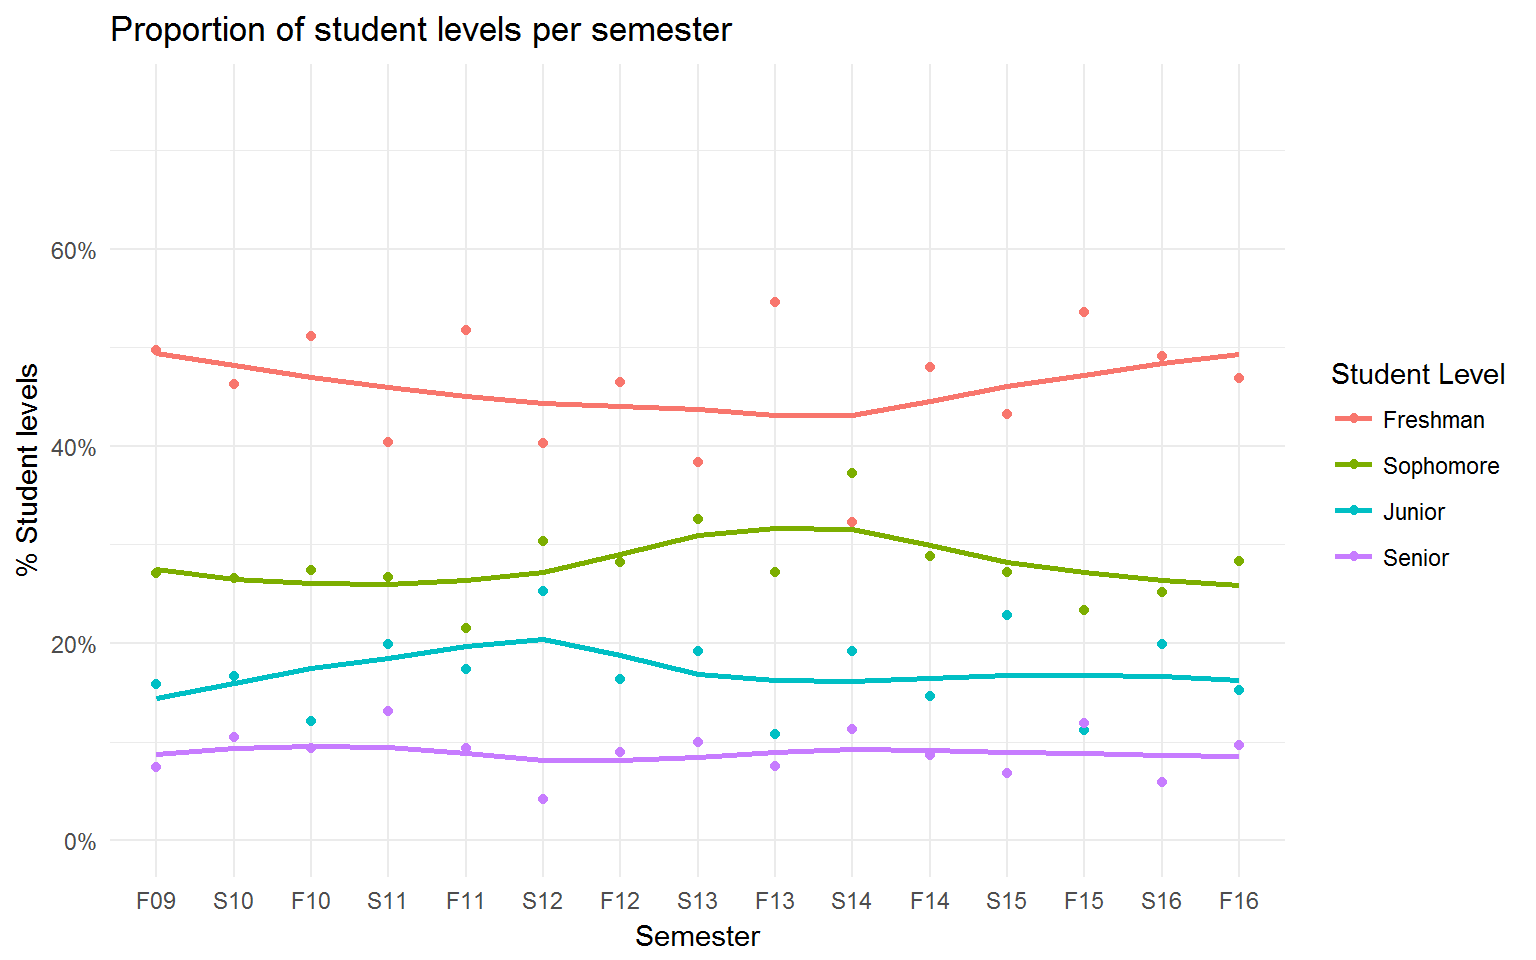 Proportion of student levels per semester
% Student levels
60%
40%
20%
0%
F09 S10 F10 S11 F11 S12 F12 S13 F13 S14 F14 S15 F15 S16 F16
Semester
Student Level
Freshman
Sophomore
Junior
Senior